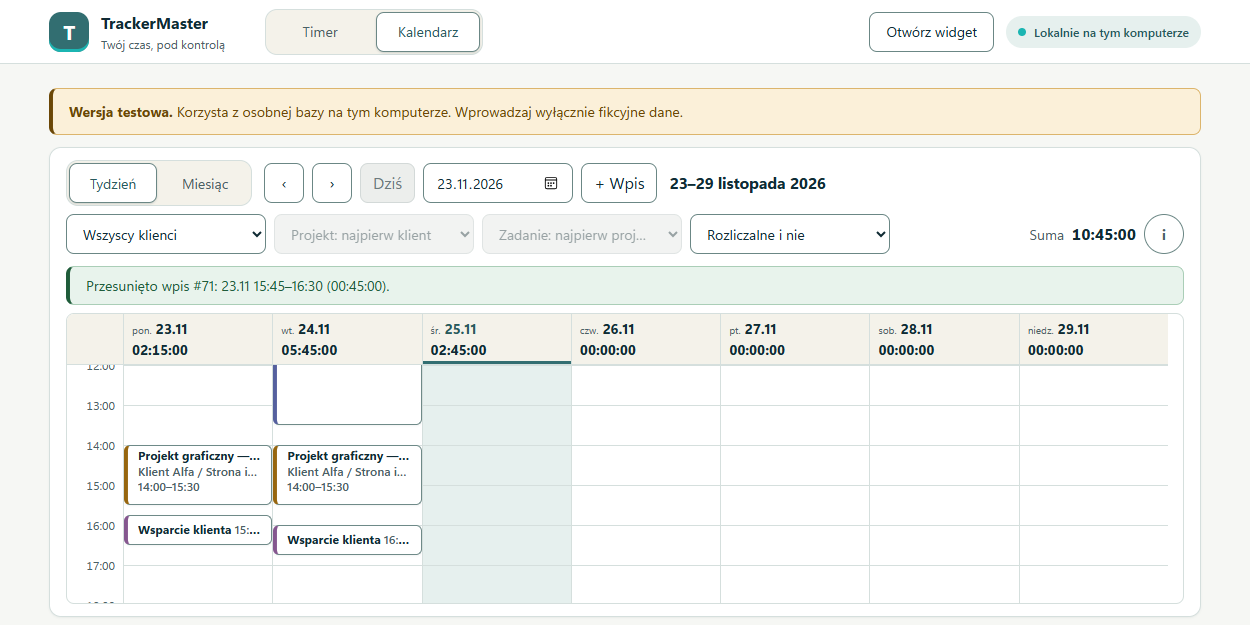 T
TrackerMaster
Twój czas, pod kontrolą
Timer
Kalendarz
Otwórz widget
Lokalnie na tym komputerze
Wersja testowa. Korzysta z osobnej bazy na tym komputerze. Wprowadzaj wyłącznie fikcyjne dane.
Tydzień
Miesiąc
‹
›
Dziś
23.11.2026
+ Wpis
23–29 listopada 2026
Wszyscy klienci
Projekt: najpierw klient
Zadanie: najpierw proj...
Rozliczalne i nie
Suma 10:45:00
i
Przesunięto wpis #71: 23.11 15:45–16:30 (00:45:00).
pon. 23.11
02:15:00
wt. 24.11
05:45:00
śr. 25.11
02:45:00
czw. 26.11
00:00:00
pt. 27.11
00:00:00
sob. 28.11
00:00:00
niedz. 29.11
00:00:00
12:00
13:00
14:00
Projekt graficzny —...
Klient Alfa / Strona i...
14:00–15:30
Projekt graficzny —...
Klient Alfa / Strona i...
14:00–15:30
15:00
16:00
Wsparcie klienta 15:...
Wsparcie klienta 16:...
17:00